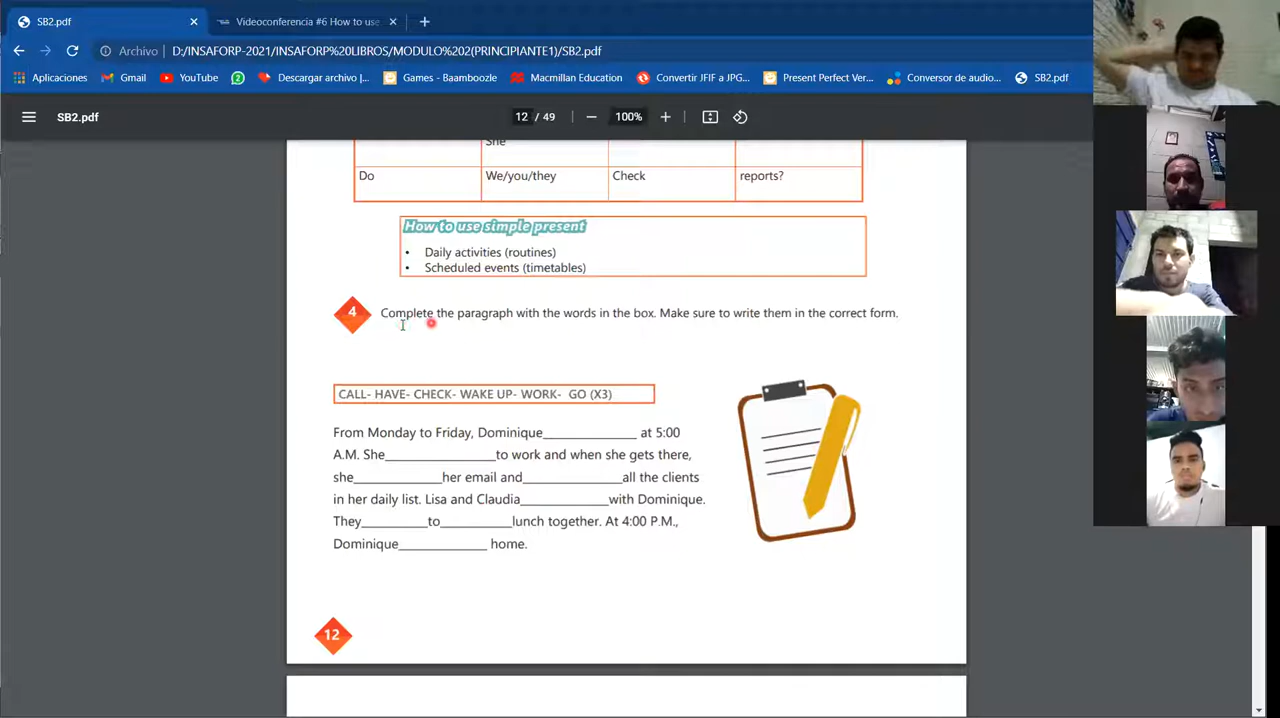 SB2.pdf
Videoconferencia #6 How to use
Archivo
D:/INSAFORP-2021/INSAFORP%20LIBROS/MODULO%202(PRINCIPIANTE1)/SB2.pdf
Aplicaciones
Gmail
YouTube
2
Descargar archivo |...
Games - Baamboozle
Macmillan Education
Convertir JFIF a JPG...
Present Perfect Ver...
Conversor de audio...
SB2.pdf
SB2.pdf
12 / 49
100%
She
Do We/you/they Check reports?
How to use simple present
• Daily activities (routines)
• Scheduled events (timetables)
4 Complete the paragraph with the words in the box. Make sure to write them in the correct form.
CALL- HAVE- CHECK- WAKE UP- WORK- GO (X3)
From Monday to Friday, Dominique______________ at 5:00
A.M. She________________to work and when she gets there,
she_____________her email and_______________all the clients
in her daily list. Lisa and Claudia_____________with Dominique.
They__________to___________lunch together. At 4:00 P.M.,
Dominique_____________ home.
12